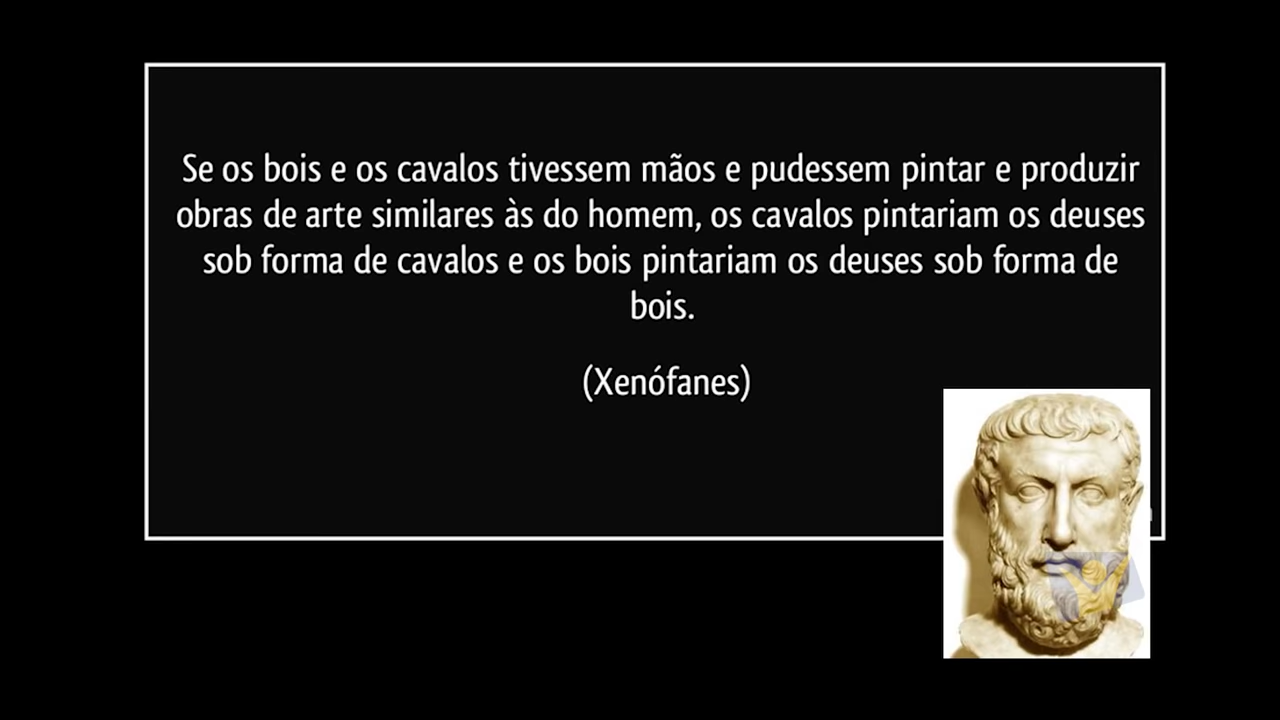 Se os bois e os cavalos tivessem mãos e pudessem pintar e produzir
obras de arte similares às do homem, os cavalos pintariam os deuses
sob forma de cavalos e os bois pintariam os deuses sob forma de
bois.
(Xenófanes)